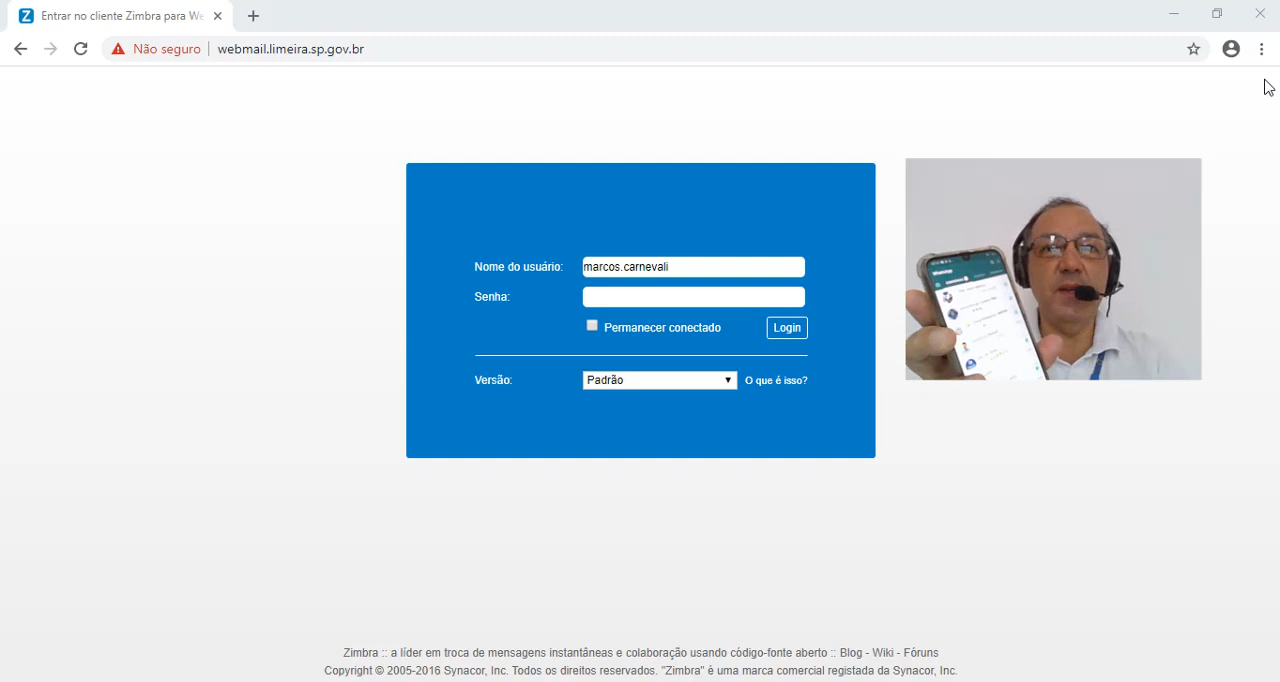 Entrar no cliente Zimbra para We
Não seguro
webmail.limeira.sp.gov.br
Nome do usuário: marcos.carnevali
Senha:
Permanecer conectado Login
Versão: Padrão O que é isso?
WhatsApp
Zimbra :: a líder em troca de mensagens instantâneas e colaboração usando código-fonte aberto :: Blog - Wiki - Fóruns
Copyright © 2005-2016 Synacor, Inc. Todos os direitos reservados. "Zimbra" é uma marca comercial registada da Synacor, Inc.